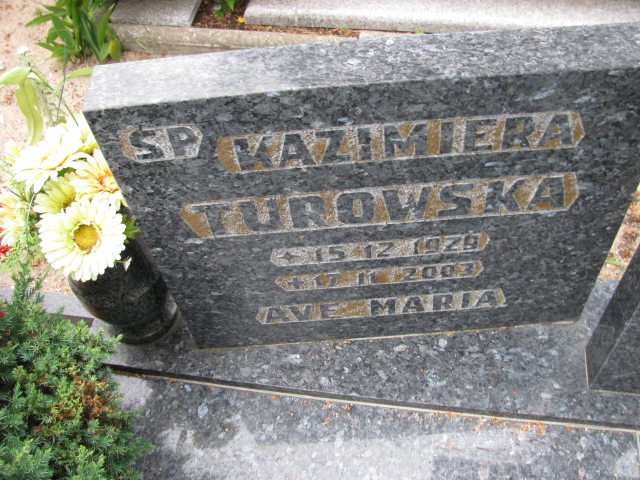 SP KAZIMIERA
TUROWSKA
* 15.12.1929
+ 17.11.2003
AVE MARIA